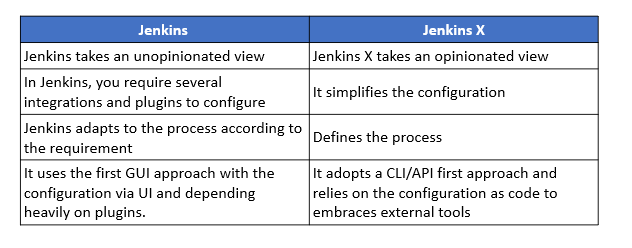 Jenkins
Jenkins X
Jenkins takes an unopinionated view
Jenkins X takes an opinionated view
In Jenkins, you require several
integrations and plugins to configure
It simplifies the configuration
Jenkins adapts to the process according to
the requirement
Defines the process
It uses the first GUI approach with the
configuration via UI and depending
heavily on plugins.
It adopts a CLI/API first approach and
relies on the configuration as code to
embraces external tools